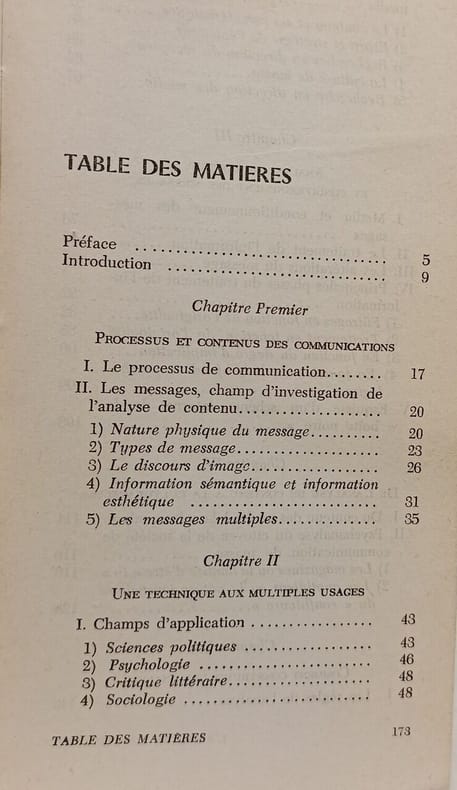 TABLE DES MATIERES
Préface ................................. 5
Introduction ............................ 9
Chapitre Premier
PROCESSUS ET CONTENUS DES COMMUNICATIONS
I. Le processus de communication........ 17
II. Les messages, champ d'investigation de
l'analyse de contenu.................... 20
1) Nature physique du message.......... 20
2) Types de message.................... 23
3) Le discours d'image.................. 26
4) Information sémantique et information
esthétique .......................... 31
5) Les messages multiples.............. 35
Chapitre II
UNE TECHNIQUE AUX MULTIPLES USAGES
I. Champs d'application ................. 43
1) Sciences politiques .................. 43
2) Psychologie ........................ 46
3) Critique littéraire.................... 48
4) Sociologie .......................... 48
TABLE DES MATIÈRES 173